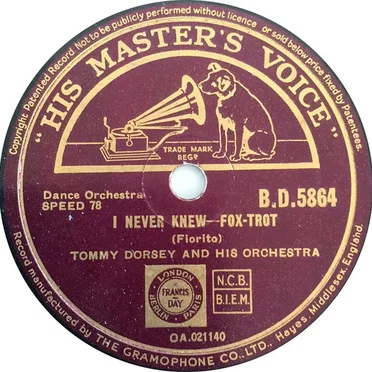 Copyright Patented Record. Not to be publicly performed without licence or sold below price fixed by Patentees.
"HIS MASTER'S VOICE"
TRADE MARK
REGD
Dance Orchestra
SPEED 78
B.D.5864
I NEVER KNEW—FOX-TROT
(Fiorito)
TOMMY DORSEY AND HIS ORCHESTRA
LONDON
FRANCIS
DAY
BERLIN PARIS
N.C.B.
B.I.E.M.
OA.021140
Record manufactured by THE GRAMOPHONE CO., LTD., Hayes, Middlesex, England.